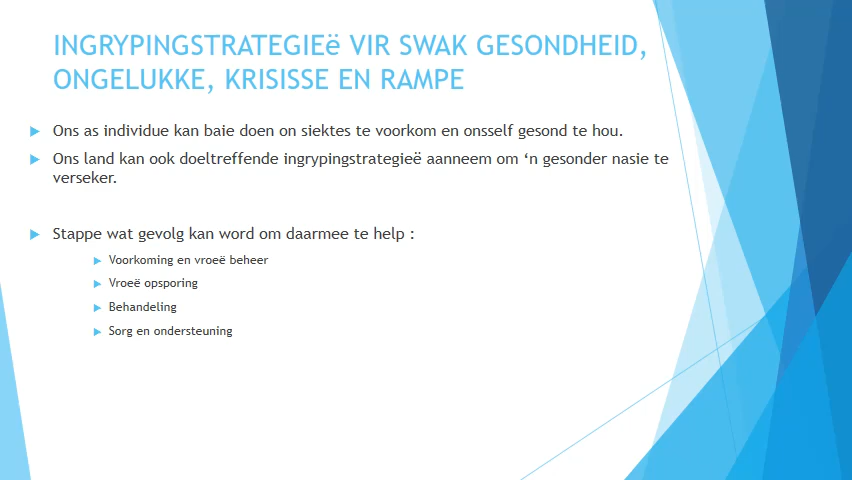 INGRYPINGSTRATEGIEë VIR SWAK GESONDHEID,
ONGELUKKE, KRISISSE EN RAMPE
Ons as individue kan baie doen on siektes te voorkom en onsself gesond te hou.
Ons land kan ook doeltreffende ingrypingstrategieë aanneem om ‘n gesonder nasie te
verseker.
Stappe wat gevolg kan word om daarmee te help :
Voorkoming en vroeë beheer
Vroeë opsporing
Behandeling
Sorg en ondersteuning